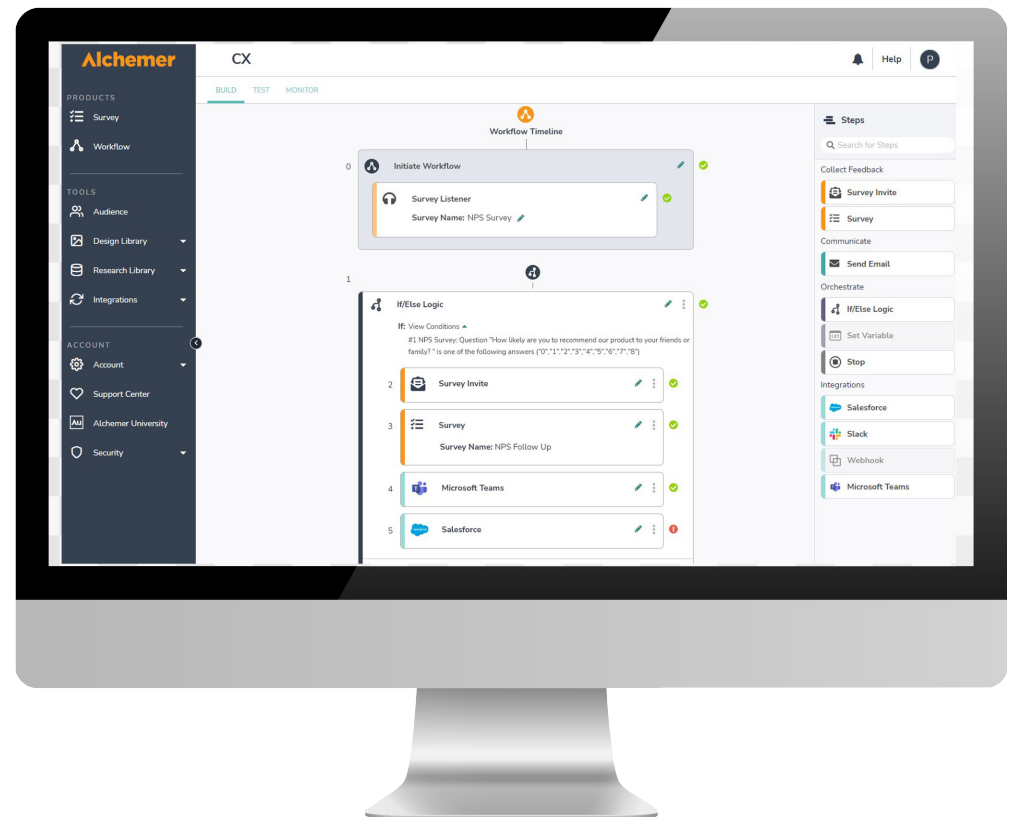 Alchemer
CX
Help
P
PRODUCTS
Survey
Workflow
TOOLS
Audience
Design Library
Research Library
Integrations
ACCOUNT
Account
Support Center
Au
Alchemer University
Security
BUILD TEST MONITOR
Workflow Timeline
0
Initiate Workflow
Survey Listener
Survey Name: NPS Survey
1
If/Else Logic
If: View Conditions
#1 NPS Survey: Question "How likely are you to recommend our product to your friends or
family? " is one of the following answers ("0","1","2","3","4","5","6","7","8")
2 Survey Invite
3 Survey
Survey Name: NPS Follow Up
4 Microsoft Teams
5 Salesforce
Steps
Search for Steps
Collect Feedback
Survey Invite
Survey
Communicate
Send Email
Orchestrate
If/Else Logic
Set Variable
Stop
Integrations
Salesforce
Slack
Webhook
Microsoft Teams